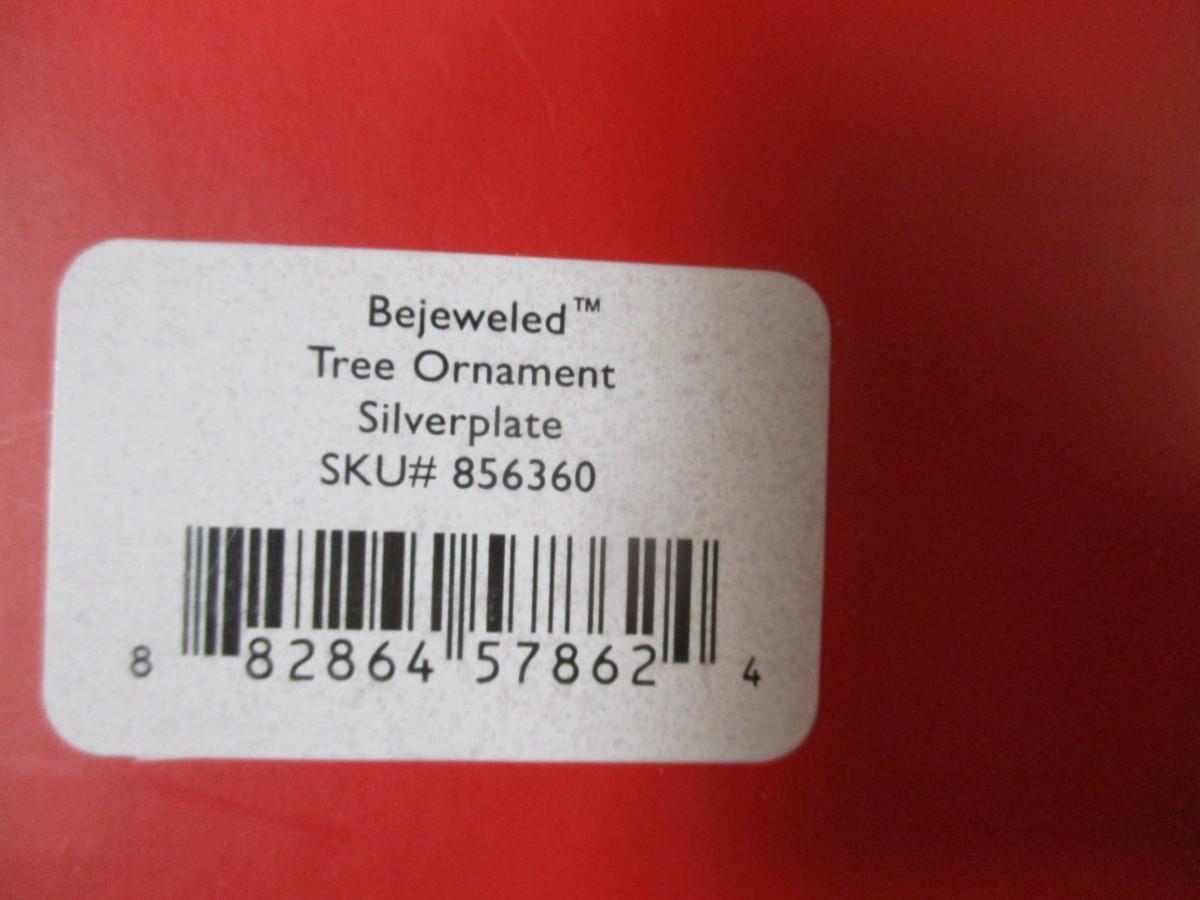 Bejeweled™
Tree Ornament
Silverplate
SKU# 856360
8 82864 57862 4